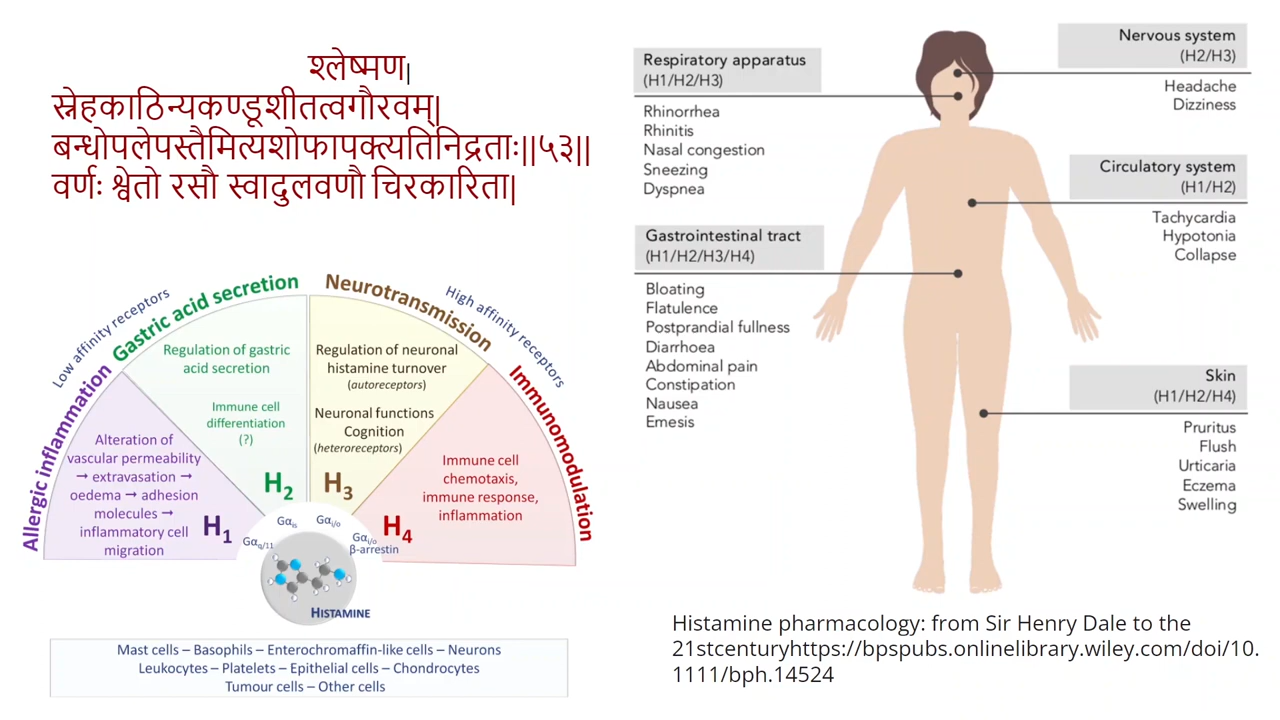 श्लेष्मण|
स्नेहकाठिन्यकण्डूशीतत्वगौरवम्|
बन्धोपलेपस्तैमित्यशोफापक्त्यतिनिद्रताः||५३||
वर्णः श्वेतो रसौ स्वादुलवणौ चिरकारिता|
Low affinity receptors
High affinity receptors
Allergic inflammation
Gastric acid secretion
Neurotransmission
Immunomodulation
Alteration of
vascular permeability
→ extravasation →
oedema → adhesion
molecules →
inflammatory cell
migration
H1
Regulation of gastric
acid secretion
Immune cell
differentiation
(?)
H2
Regulation of neuronal
histamine turnover
(autoreceptors)
Neuronal functions
Cognition
(heteroreceptors)
H3
Immune cell
chemotaxis,
immune response,
inflammation
H4
Gαq/11
Gαs
Gαi/o
Gαi/o
β-arrestin
HISTAMINE
Mast cells – Basophils – Enterochromaffin-like cells – Neurons
Leukocytes – Platelets – Epithelial cells – Chondrocytes
Tumour cells – Other cells
Respiratory apparatus
(H1/H2/H3)
Rhinorrhea
Rhinitis
Nasal congestion
Sneezing
Dyspnea
Gastrointestinal tract
(H1/H2/H3/H4)
Bloating
Flatulence
Postprandial fullness
Diarrhoea
Abdominal pain
Constipation
Nausea
Emesis
Nervous system
(H2/H3)
Headache
Dizziness
Circulatory system
(H1/H2)
Tachycardia
Hypotonia
Collapse
Skin
(H1/H2/H4)
Pruritus
Flush
Urticaria
Eczema
Swelling
Histamine pharmacology: from Sir Henry Dale to the
21stcenturyhttps://bpspubs.onlinelibrary.wiley.com/doi/10.
1111/bph.14524